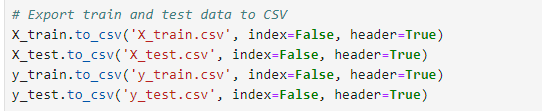 # Export train and test data to CSV
X_train.to_csv('X_train.csv', index=False, header=True)
X_test.to_csv('X_test.csv', index=False, header=True)
y_train.to_csv('y_train.csv', index=False, header=True)
y_test.to_csv('y_test.csv', index=False, header=True)